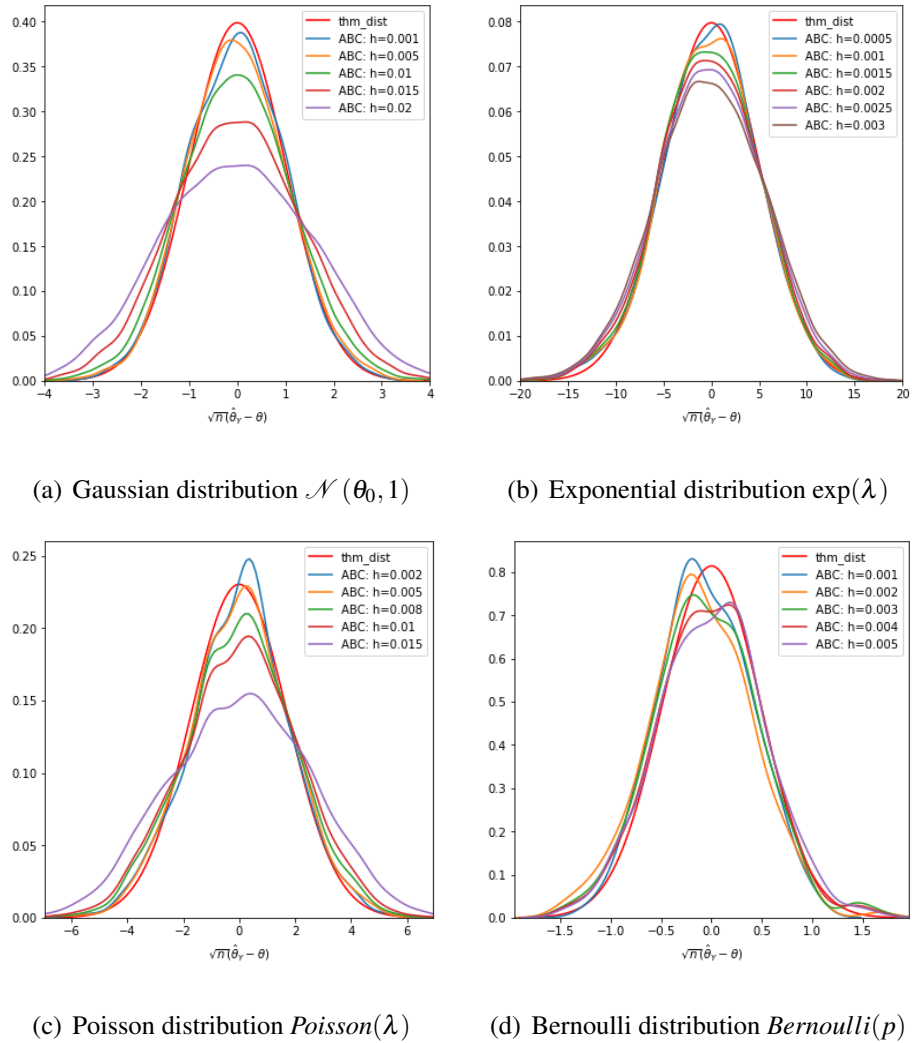 0.40
0.35
0.30
0.25
0.20
0.15
0.10
0.05
0.00
−4 −3 −2 −1 0 1 2 3 4
√n(θ̂_Y − θ)
thm_dist
ABC: h=0.001
ABC: h=0.005
ABC: h=0.01
ABC: h=0.015
ABC: h=0.02
(a) Gaussian distribution 𝒩(θ₀,1)
0.08
0.07
0.06
0.05
0.04
0.03
0.02
0.01
0.00
−20 −15 −10 −5 0 5 10 15 20
√n(θ̂_Y − θ)
thm_dist
ABC: h=0.0005
ABC: h=0.001
ABC: h=0.0015
ABC: h=0.002
ABC: h=0.0025
ABC: h=0.003
(b) Exponential distribution exp(λ)
0.25
0.20
0.15
0.10
0.05
0.00
−6 −4 −2 0 2 4 6
√n(θ̂_Y − θ)
thm_dist
ABC: h=0.002
ABC: h=0.005
ABC: h=0.008
ABC: h=0.01
ABC: h=0.015
(c) Poisson distribution Poisson(λ)
0.8
0.7
0.6
0.5
0.4
0.3
0.2
0.1
0.0
−1.5 −1.0 −0.5 0.0 0.5 1.0 1.5
√n(θ̂_Y − θ)
thm_dist
ABC: h=0.001
ABC: h=0.002
ABC: h=0.003
ABC: h=0.004
ABC: h=0.005
(d) Bernoulli distribution Bernoulli(p)